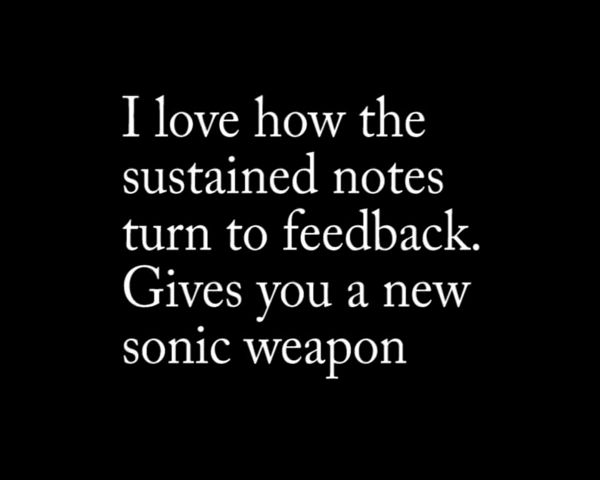 I love how the
sustained notes
turn to feedback.
Gives you a new
sonic weapon